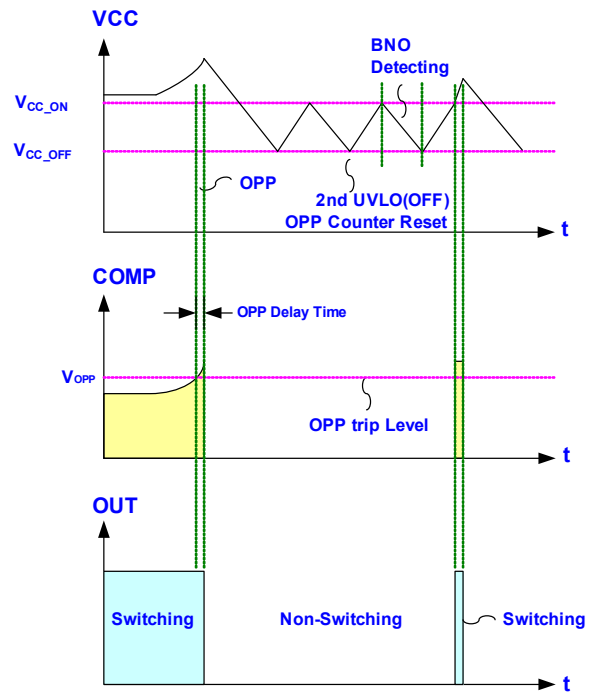 VCC
BNO
Detecting
VCC_ON
VCC_OFF
OPP
2nd UVLO(OFF)
OPP Counter Reset
t
COMP
OPP Delay Time
VOPP
OPP trip Level
t
OUT
Switching
Non-Switching
Switching
t